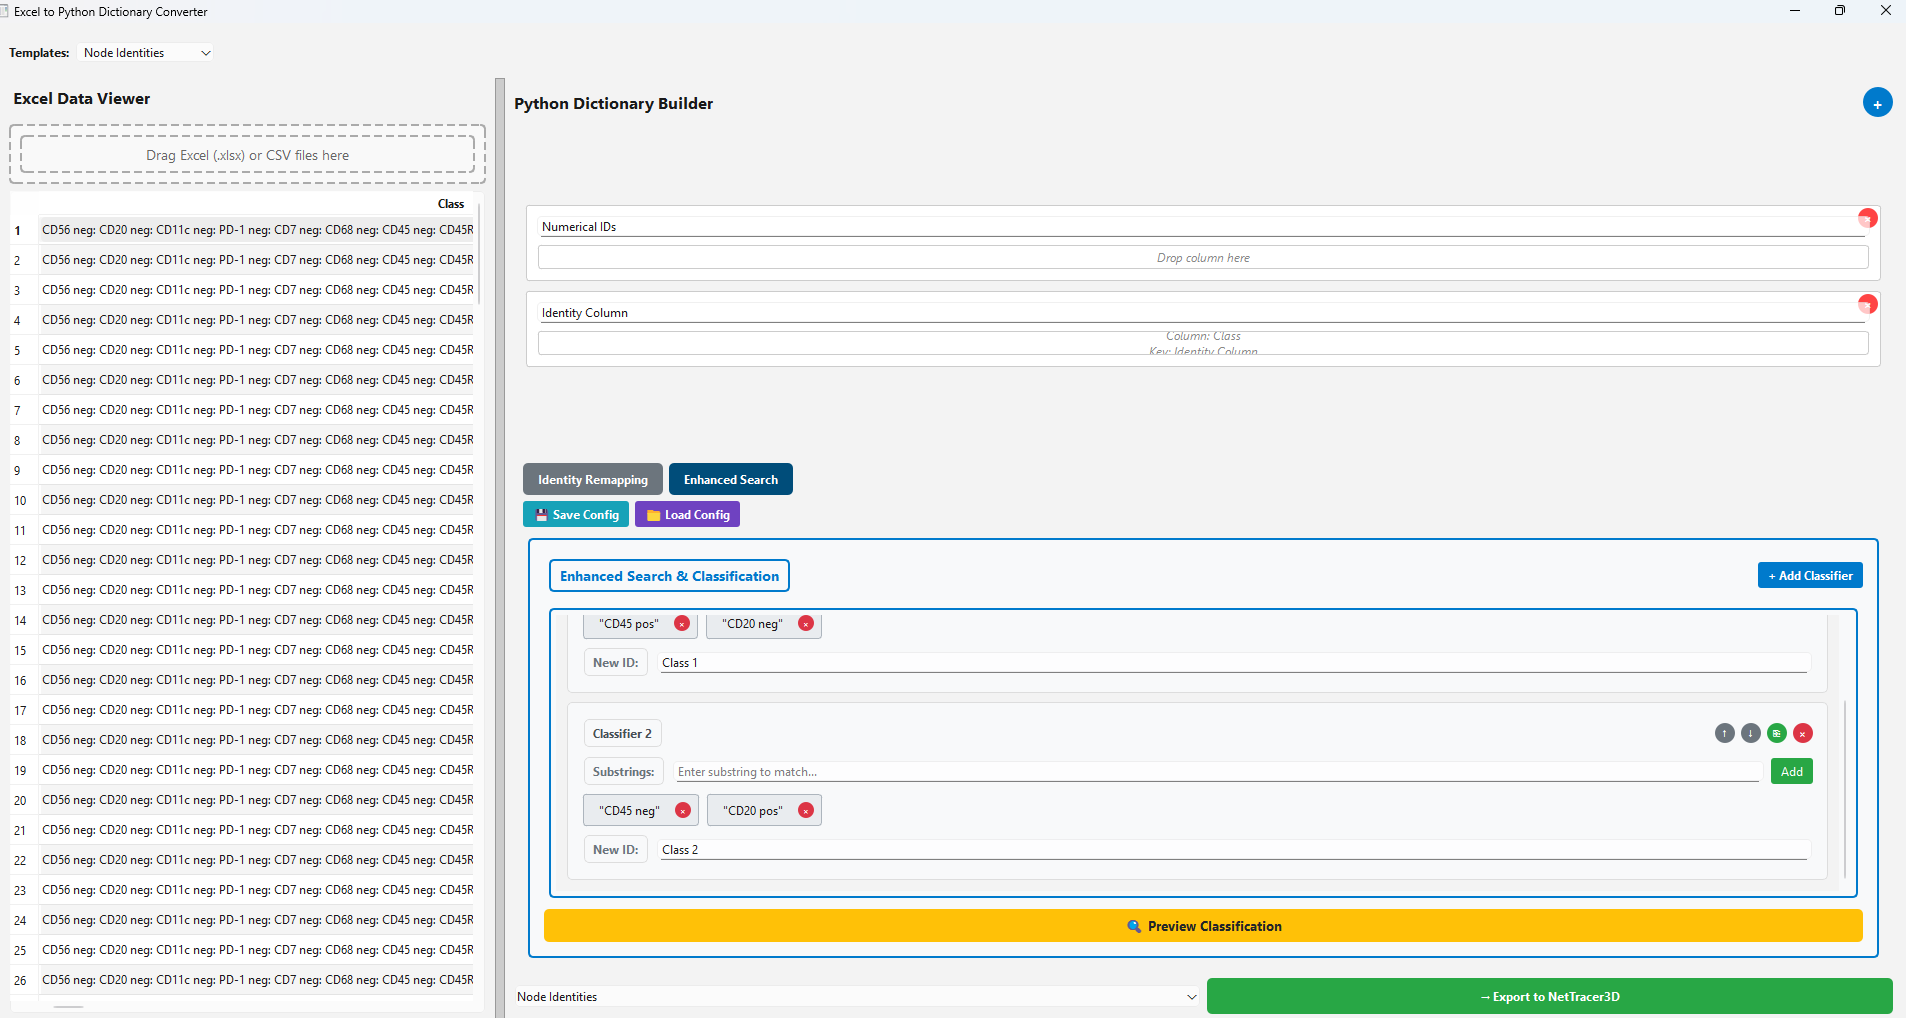 Excel to Python Dictionary Converter
Templates: Node Identities
Excel Data Viewer
Drag Excel (.xlsx) or CSV files here
Class
1 CD56 neg: CD20 neg: CD11c neg: PD-1 neg: CD7 neg: CD68 neg: CD45 neg: CD45R
2 CD56 neg: CD20 neg: CD11c neg: PD-1 neg: CD7 neg: CD68 neg: CD45 neg: CD45R
3 CD56 neg: CD20 neg: CD11c neg: PD-1 neg: CD7 neg: CD68 neg: CD45 neg: CD45R
4 CD56 neg: CD20 neg: CD11c neg: PD-1 neg: CD7 neg: CD68 neg: CD45 neg: CD45R
5 CD56 neg: CD20 neg: CD11c neg: PD-1 neg: CD7 neg: CD68 neg: CD45 neg: CD45R
6 CD56 neg: CD20 neg: CD11c neg: PD-1 neg: CD7 neg: CD68 neg: CD45 neg: CD45R
7 CD56 neg: CD20 neg: CD11c neg: PD-1 neg: CD7 neg: CD68 neg: CD45 neg: CD45R
8 CD56 neg: CD20 neg: CD11c neg: PD-1 neg: CD7 neg: CD68 neg: CD45 neg: CD45R
9 CD56 neg: CD20 neg: CD11c neg: PD-1 neg: CD7 neg: CD68 neg: CD45 neg: CD45R
10 CD56 neg: CD20 neg: CD11c neg: PD-1 neg: CD7 neg: CD68 neg: CD45 neg: CD45R
11 CD56 neg: CD20 neg: CD11c neg: PD-1 neg: CD7 neg: CD68 neg: CD45 neg: CD45R
12 CD56 neg: CD20 neg: CD11c neg: PD-1 neg: CD7 neg: CD68 neg: CD45 neg: CD45R
13 CD56 neg: CD20 neg: CD11c neg: PD-1 neg: CD7 neg: CD68 neg: CD45 neg: CD45R
14 CD56 neg: CD20 neg: CD11c neg: PD-1 neg: CD7 neg: CD68 neg: CD45 neg: CD45R
15 CD56 neg: CD20 neg: CD11c neg: PD-1 neg: CD7 neg: CD68 neg: CD45 neg: CD45R
16 CD56 neg: CD20 neg: CD11c neg: PD-1 neg: CD7 neg: CD68 neg: CD45 neg: CD45R
17 CD56 neg: CD20 neg: CD11c neg: PD-1 neg: CD7 neg: CD68 neg: CD45 neg: CD45R
18 CD56 neg: CD20 neg: CD11c neg: PD-1 neg: CD7 neg: CD68 neg: CD45 neg: CD45R
19 CD56 neg: CD20 neg: CD11c neg: PD-1 neg: CD7 neg: CD68 neg: CD45 neg: CD45R
20 CD56 neg: CD20 neg: CD11c neg: PD-1 neg: CD7 neg: CD68 neg: CD45 neg: CD45R
21 CD56 neg: CD20 neg: CD11c neg: PD-1 neg: CD7 neg: CD68 neg: CD45 neg: CD45R
22 CD56 neg: CD20 neg: CD11c neg: PD-1 neg: CD7 neg: CD68 neg: CD45 neg: CD45R
23 CD56 neg: CD20 neg: CD11c neg: PD-1 neg: CD7 neg: CD68 neg: CD45 neg: CD45R
24 CD56 neg: CD20 neg: CD11c neg: PD-1 neg: CD7 neg: CD68 neg: CD45 neg: CD45R
25 CD56 neg: CD20 neg: CD11c neg: PD-1 neg: CD7 neg: CD68 neg: CD45 neg: CD45R
26 CD56 neg: CD20 neg: CD11c neg: PD-1 neg: CD7 neg: CD68 neg: CD45 neg: CD45R
Python Dictionary Builder
+
Numerical IDs
Drop column here
Identity Column
Column: Class
Key: Identity Column
Identity Remapping Enhanced Search
Save Config Load Config
Enhanced Search & Classification + Add Classifier
"CD45 pos" "CD20 neg"
New ID: Class 1
Classifier 2
Substrings: Enter substring to match... Add
"CD45 neg" "CD20 pos"
New ID: Class 2
Preview Classification
Node Identities → Export to NetTracer3D